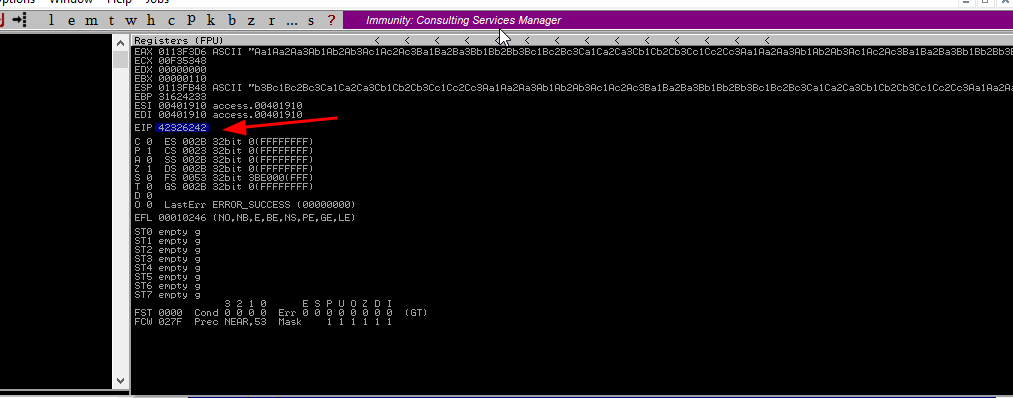 Options Window Help Jobs
l e m t w h c p k b z r ... s ? Immunity: Consulting Services Manager
Registers (FPU) < < < < < < < < < < < < < <
EAX 0113F3D6 ASCII "Aa1Aa2Aa3Ab1Ab2Ab3Ac1Ac2Ac3Ba1Ba2Ba3Bb1Bb2Bb3Bc1Bc2Bc3Ca1Ca2Ca3Cb1Cb2Cb3Cc1Cc2Cc3Aa1Aa2Aa3Ab1Ab2Ab3Ac1Ac2Ac3Ba1Ba2Ba3Bb1Bb2Bb3B
ECX 00F35348
EDX 00000000
EBX 00000110
ESP 0113FB48 ASCII "b3Bc1Bc2Bc3Ca1Ca2Ca3Cb1Cb2Cb3Cc1Cc2Cc3Aa1Aa2Aa3Ab1Ab2Ab3Ac1Ac2Ac3Ba1Ba2Ba3Bb1Bb2Bb3Bc1Bc2Bc3Ca1Ca2Ca3Cb1Cb2Cb3Cc1Cc2Cc3Aa1
EBP 31624233
ESI 00401910 access.00401910
EDI 00401910 access.00401910
EIP 42326242
C 0 ES 002B 32bit 0(FFFFFFFF)
P 1 CS 0023 32bit 0(FFFFFFFF)
A 0 SS 002B 32bit 0(FFFFFFFF)
Z 1 DS 002B 32bit 0(FFFFFFFF)
S 0 FS 0053 32bit 3BE000(FFF)
T 0 GS 002B 32bit 0(FFFFFFFF)
D 0
O 0 LastErr ERROR_SUCCESS (00000000)
EFL 00010246 (NO,NB,E,BE,NS,PE,GE,LE)
ST0 empty g
ST1 empty g
ST2 empty g
ST3 empty g
ST4 empty g
ST5 empty g
ST6 empty g
ST7 empty g
3 2 1 0 E S P U O Z D I
FST 0000 Cond 0 0 0 0 Err 0 0 0 0 0 0 0 0 (GT)
FCW 027F Prec NEAR,53 Mask 1 1 1 1 1 1